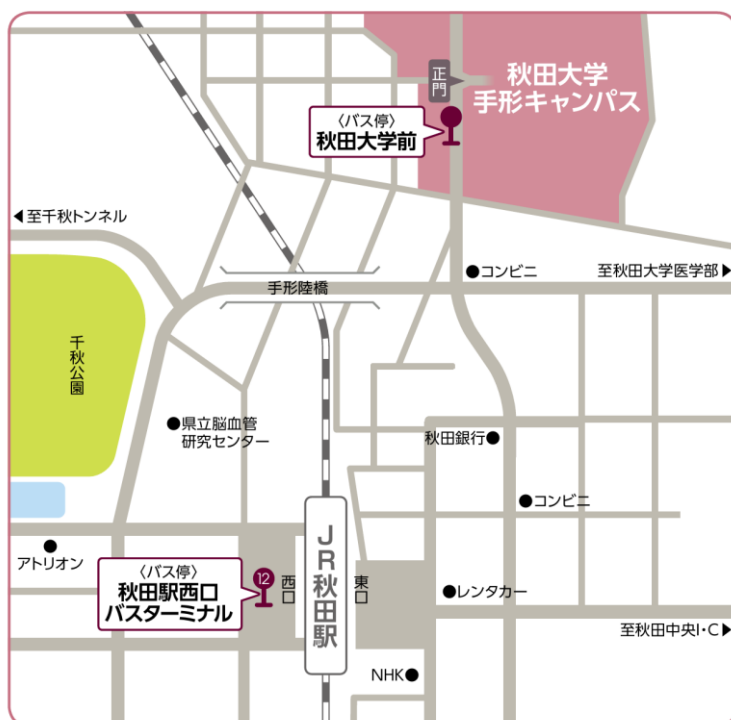 秋田大学
手形キャンパス
正門
〈バス停〉
秋田大学前
◀至千秋トンネル
●コンビニ
至秋田大学医学部▶
手形陸橋
千秋公園
●県立脳血管
研究センター
秋田銀行●
●コンビニ
アトリオン
〈バス停〉
秋田駅西口
バスターミナル
12
西口
JR秋田駅
東口
●レンタカー
至秋田中央I・C▶
NHK●